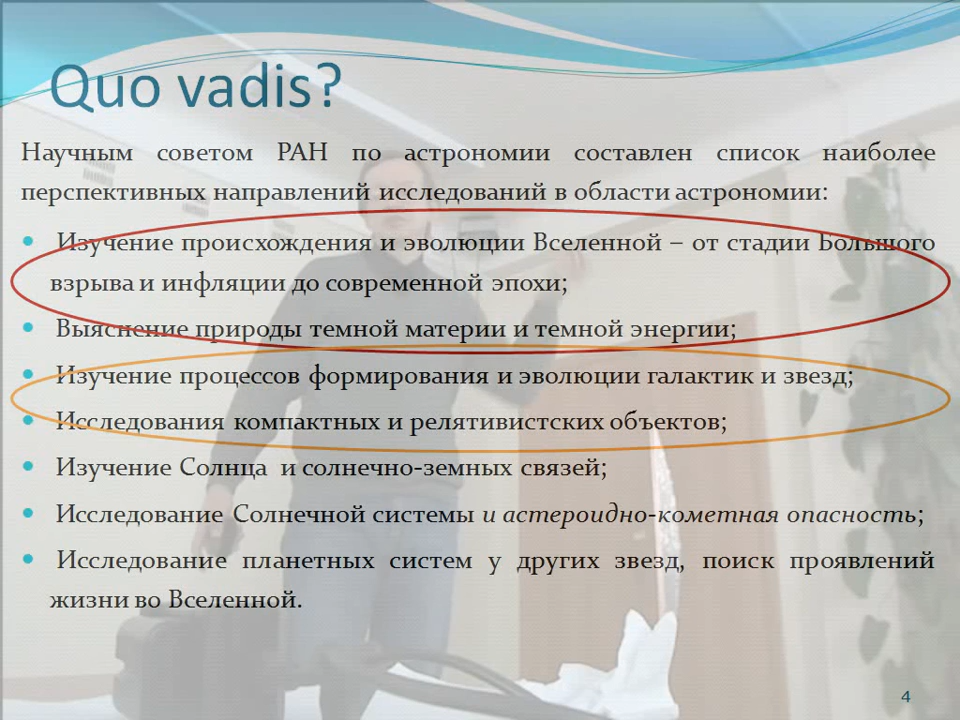 Quo vadis?
Научным советом РАН по астрономии составлен список наиболее
перспективных направлений исследований в области астрономии:
• Изучение происхождения и эволюции Вселенной – от стадии Большого
взрыва и инфляции до современной эпохи;
• Выяснение природы темной материи и темной энергии;
• Изучение процессов формирования и эволюции галактик и звезд;
• Исследования компактных и релятивистских объектов;
• Изучение Солнца и солнечно-земных связей;
• Исследование Солнечной системы и астероидно-кометная опасность;
• Исследование планетных систем у других звезд, поиск проявлений
жизни во Вселенной.
4